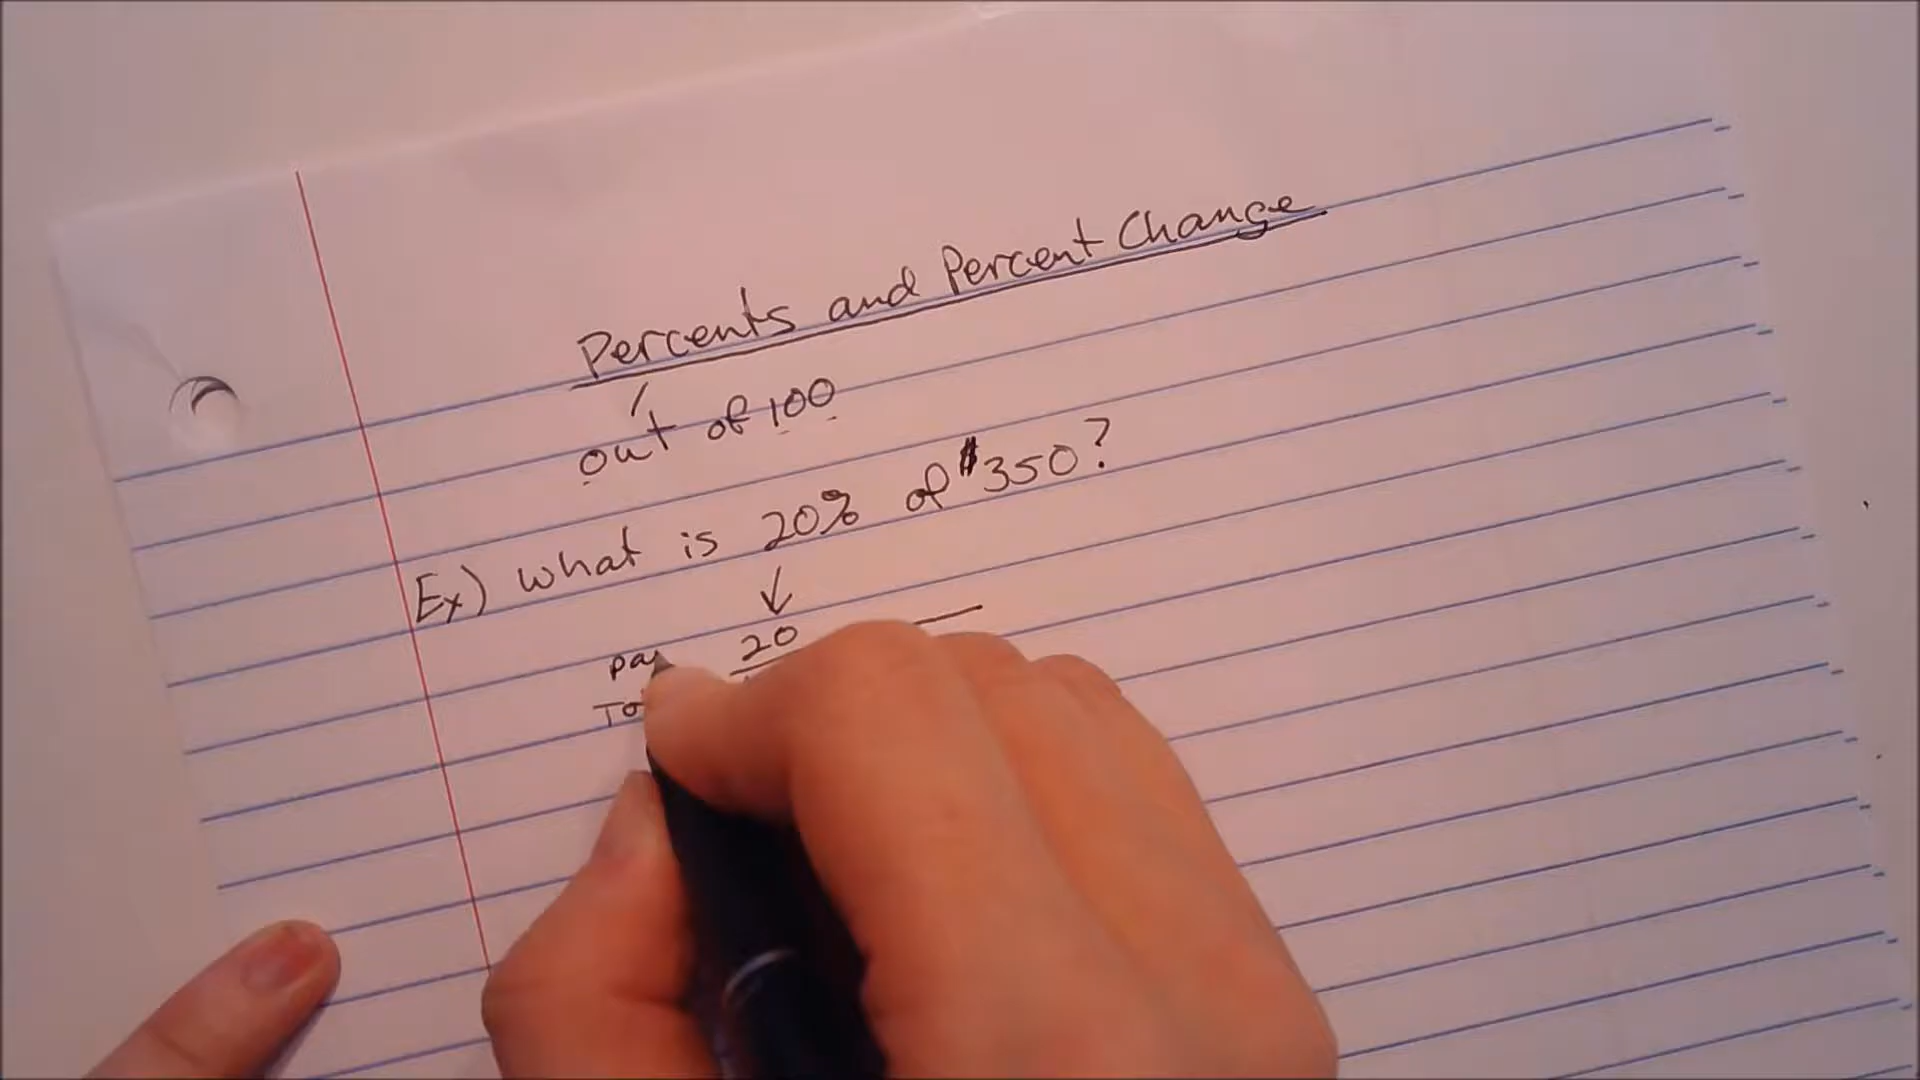 Percents and Percent Change
out of 100
Ex) what is 20% of $350?
20